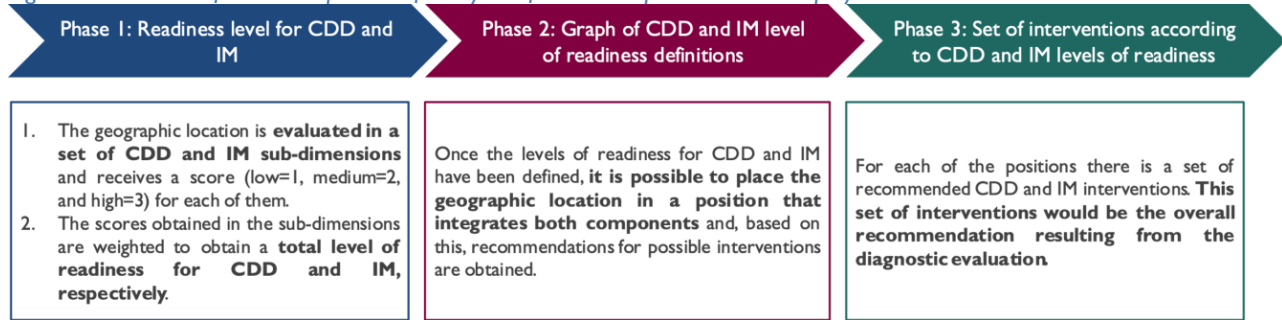 Phase 1: Readiness level for CDD and
IM
Phase 2: Graph of CDD and IM level
of readiness definitions
Phase 3: Set of interventions according
to CDD and IM levels of readiness
1. The geographic location is evaluated in a
set of CDD and IM sub-dimensions
and receives a score (low=1, medium=2,
and high=3) for each of them.
2. The scores obtained in the sub-dimensions
are weighted to obtain a total level of
readiness for CDD and IM,
respectively.
Once the levels of readiness for CDD and IM
have been defined, it is possible to place the
geographic location in a position that
integrates both components and, based on
this, recommendations for possible interventions
are obtained.
For each of the positions there is a set of
recommended CDD and IM interventions. This
set of interventions would be the overall
recommendation resulting from the
diagnostic evaluation.